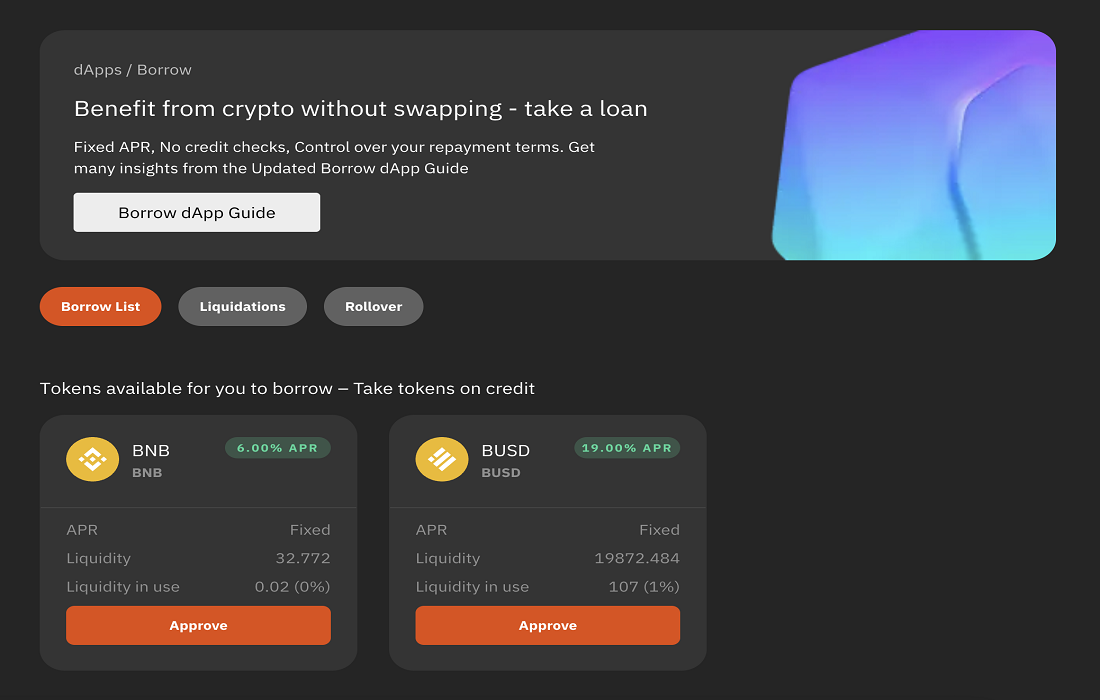 dApps / Borrow
Benefit from crypto without swapping - take a loan
Fixed APR, No credit checks, Control over your repayment terms. Get
many insights from the Updated Borrow dApp Guide
Borrow dApp Guide
Borrow List
Liquidations
Rollover
Tokens available for you to borrow – Take tokens on credit
BNB
BNB
6.00% APR
APR Fixed
Liquidity 32.772
Liquidity in use 0.02 (0%)
Approve
BUSD
BUSD
19.00% APR
APR Fixed
Liquidity 19872.484
Liquidity in use 107 (1%)
Approve